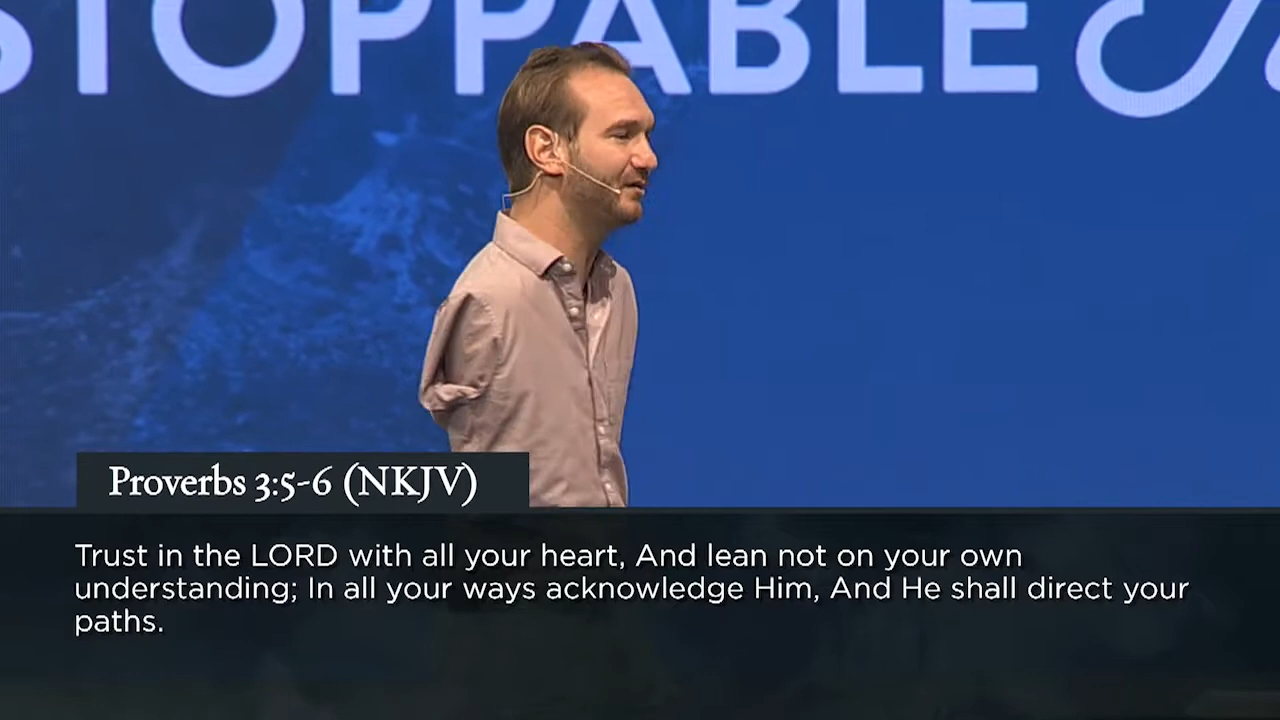 STOPPABLE
Proverbs 3:5-6 (NKJV)
Trust in the LORD with all your heart, And lean not on your own
understanding; In all your ways acknowledge Him, And He shall direct your
paths.